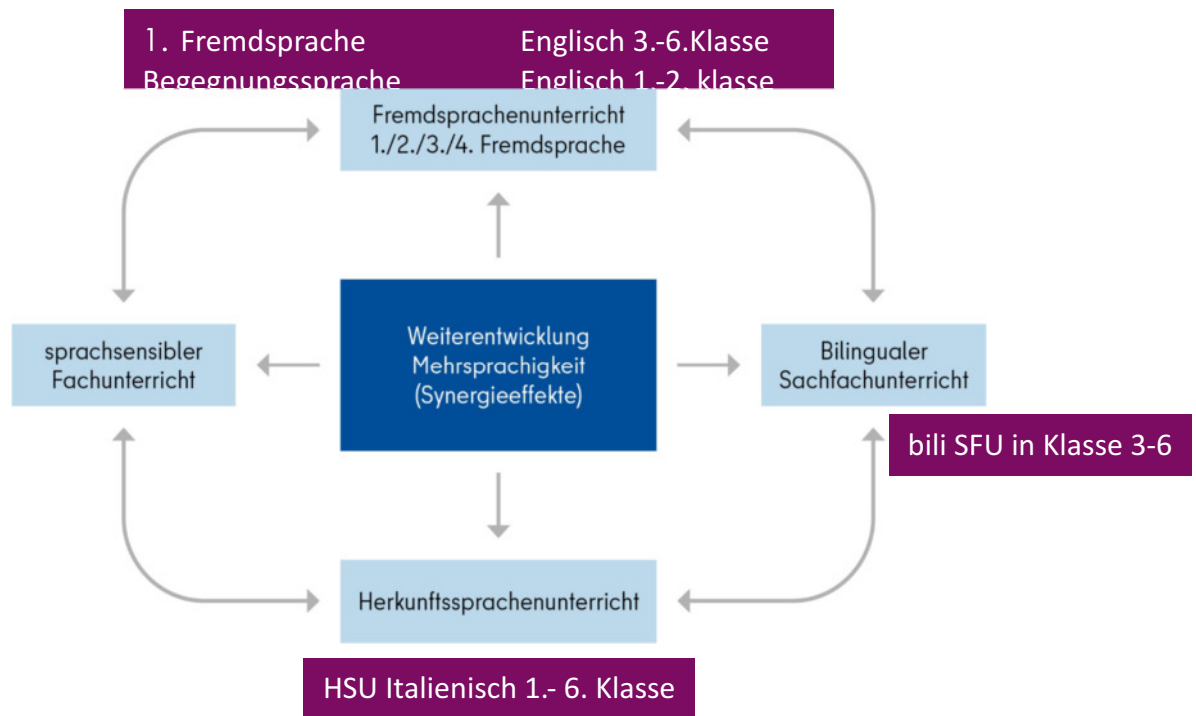 1. Fremdsprache Englisch 3.-6.Klasse
Begegnungssprache Englisch 1.-2. klasse
Fremdsprachenunterricht
1./2./3./4. Fremdsprache
sprachsensibler
Fachunterricht
Weiterentwicklung
Mehrsprachigkeit
(Synergieeffekte)
Bilingualer
Sachfachunterricht
bili SFU in Klasse 3-6
Herkunftssprachenunterricht
HSU Italienisch 1.- 6. Klasse